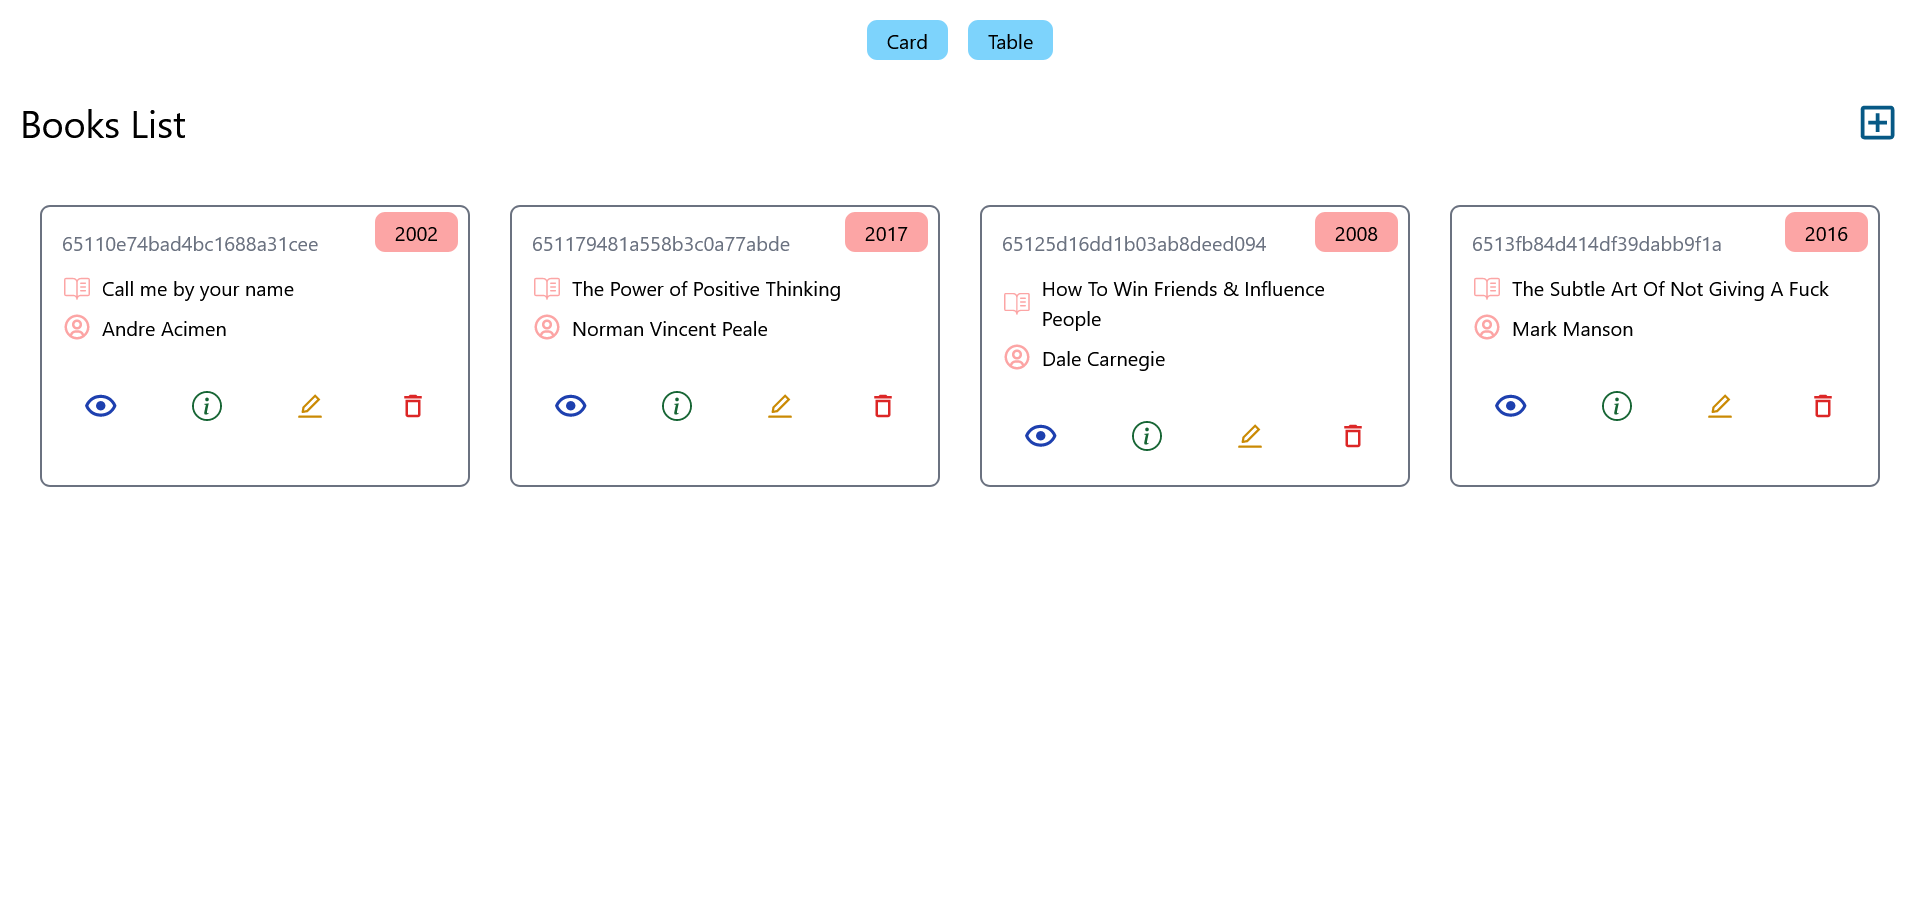 Card
Table
Books List
65110e74bad4bc1688a31cee
2002
Call me by your name
Andre Acimen
651179481a558b3c0a77abde
2017
The Power of Positive Thinking
Norman Vincent Peale
65125d16dd1b03ab8deed094
2008
How To Win Friends & Influence
People
Dale Carnegie
6513fb84d414df39dabb9f1a
2016
The Subtle Art Of Not Giving A Fuck
Mark Manson